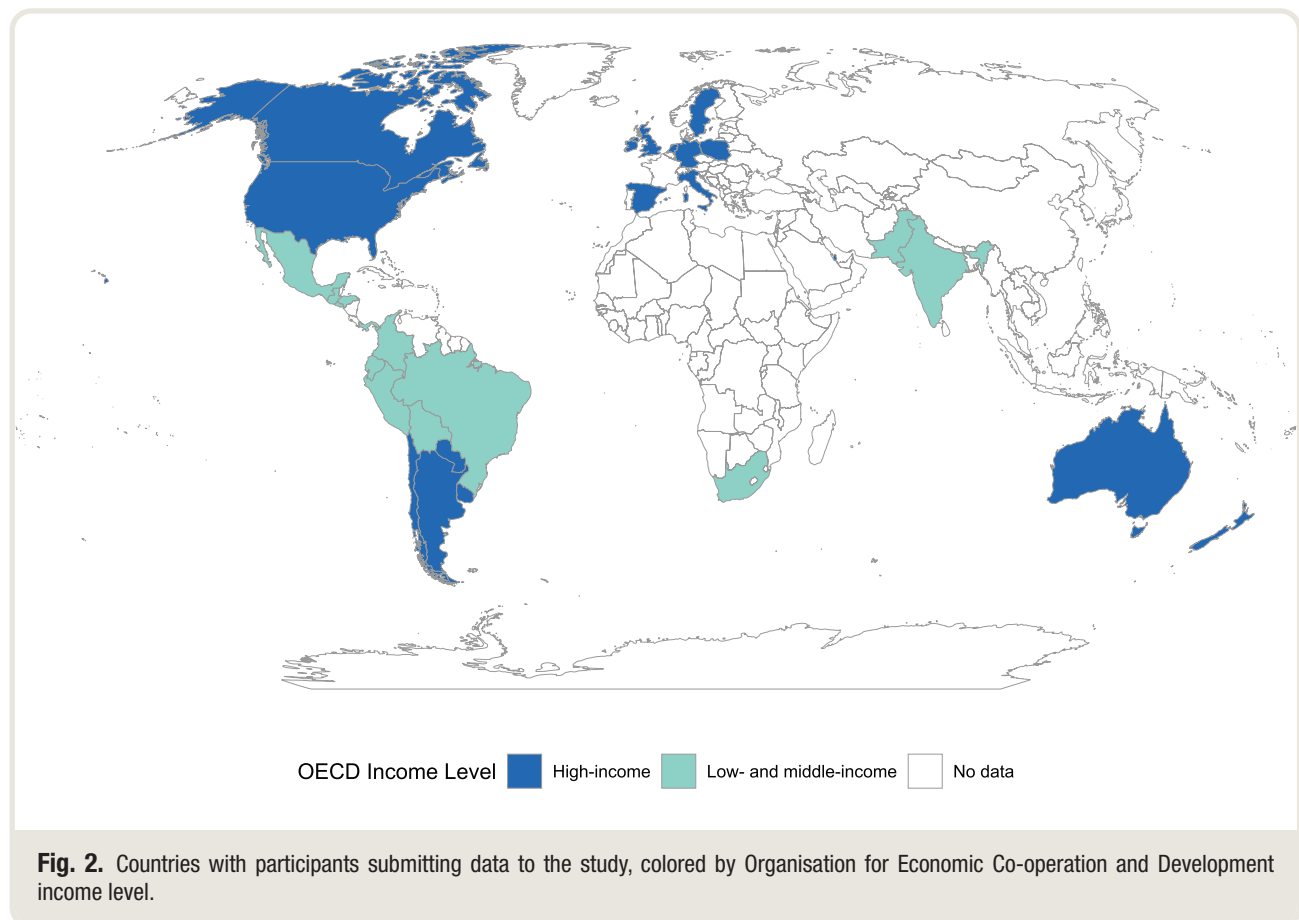 OECD Income Level High-income Low- and middle-income No data
Fig. 2. Countries with participants submitting data to the study, colored by Organisation for Economic Co-operation and Development
income level.